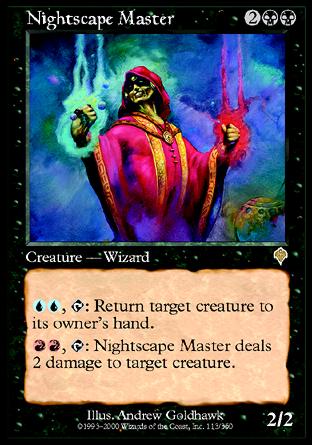 Nightscape Master 2
Creature — Wizard
, : Return target creature to
its owner's hand.
, : Nightscape Master deals
2 damage to target creature.
Illus. Andrew Goldhawk
©1993-2000 Wizards of the Coast, Inc. 113/350
2/2